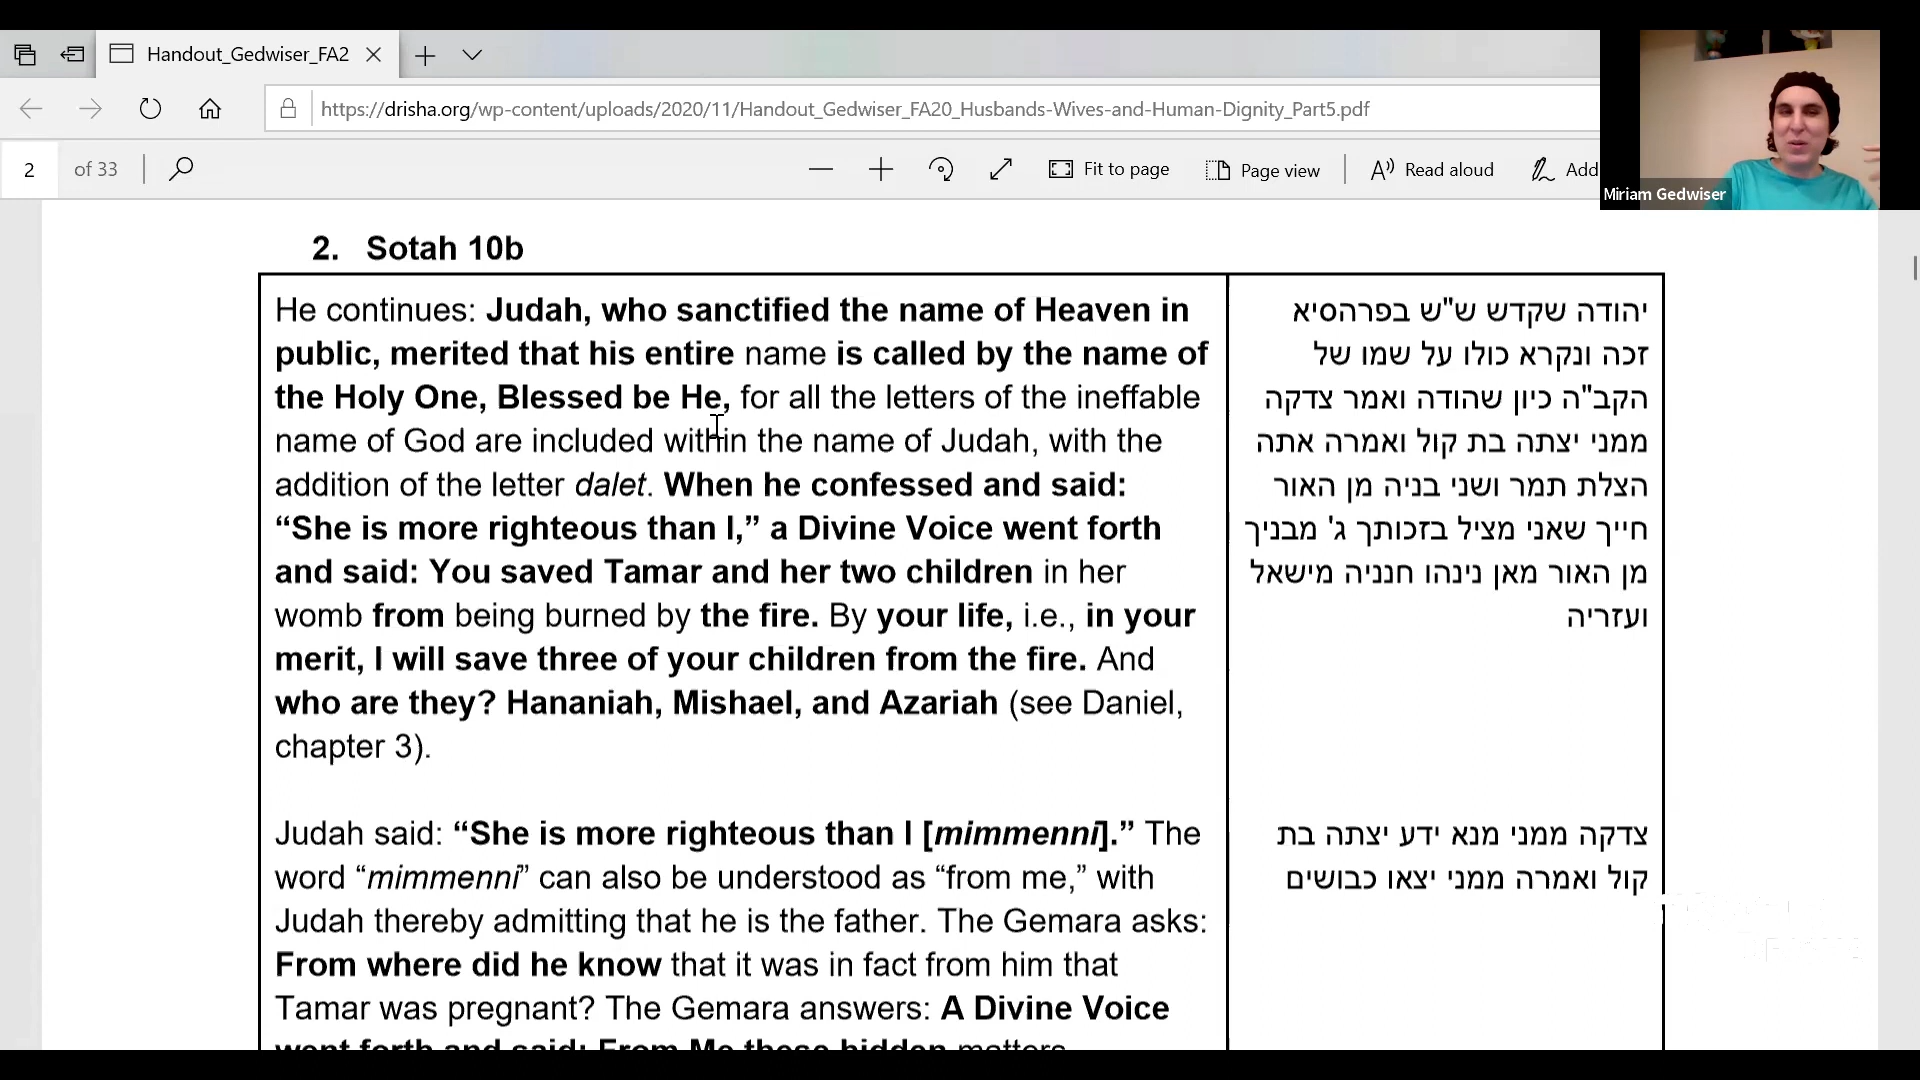 Handout_Gedwiser_FA2
https://drisha.org/wp-content/uploads/2020/11/Handout_Gedwiser_FA20_Husbands-Wives-and-Human-Dignity_Part5.pdf
2 of 33
Fit to page
Page view
Read aloud
Add
Miriam Gedwiser
2. Sotah 10b
He continues: Judah, who sanctified the name of Heaven in
public, merited that his entire name is called by the name of
the Holy One, Blessed be He, for all the letters of the ineffable
name of God are included within the name of Judah, with the
addition of the letter dalet. When he confessed and said:
“She is more righteous than I,” a Divine Voice went forth
and said: You saved Tamar and her two children in her
womb from being burned by the fire. By your life, i.e., in your
merit, I will save three of your children from the fire. And
who are they? Hananiah, Mishael, and Azariah (see Daniel,
chapter 3).
Judah said: “She is more righteous than I [mimmenni].” The
word “mimmenni” can also be understood as “from me,” with
Judah thereby admitting that he is the father. The Gemara asks:
From where did he know that it was in fact from him that
Tamar was pregnant? The Gemara answers: A Divine Voice
went forth and said: From Me these hidden matters
יהודה שקדש ש"ש בפרהסיא
זכה ונקרא כולו על שמו של
הקב"ה כיון שהודה ואמר צדקה
ממני יצתה בת קול ואמרה אתה
הצלת תמר ושני בניה מן האור
חייך שאני מציל בזכותך ג' מבניך
מן האור מאן נינהו חנניה מישאל
ועזריה
צדקה ממני מנא ידע יצתה בת
קול ואמרה ממני יצאו כבושים